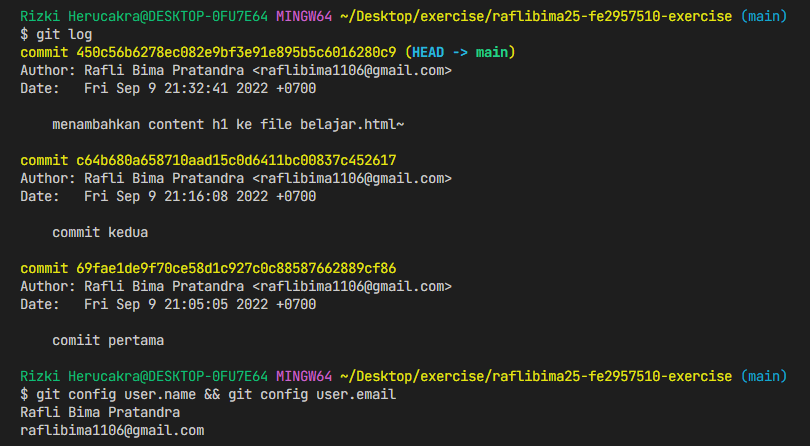 Rizki Herucakra@DESKTOP-0FU7E64 MINGW64 ~/Desktop/exercise/raflibima25-fe2957510-exercise (main)
$ git log
commit 450c56b6278ec082e9bf3e91e895b5c6016280c9 (HEAD -> main)
Author: Rafli Bima Pratandra <raflibima1106@gmail.com>
Date:   Fri Sep 9 21:32:41 2022 +0700
    menambahkan content h1 ke file belajar.html~
commit c64b680a658710aad15c0d6411bc00837c452617
Author: Rafli Bima Pratandra <raflibima1106@gmail.com>
Date:   Fri Sep 9 21:16:08 2022 +0700
    commit kedua
commit 69fae1de9f70ce58d1c927c0c88587662889cf86
Author: Rafli Bima Pratandra <raflibima1106@gmail.com>
Date:   Fri Sep 9 21:05:05 2022 +0700
    comiit pertama
Rizki Herucakra@DESKTOP-0FU7E64 MINGW64 ~/Desktop/exercise/raflibima25-fe2957510-exercise (main)
$ git config user.name && git config user.email
Rafli Bima Pratandra
raflibima1106@gmail.com